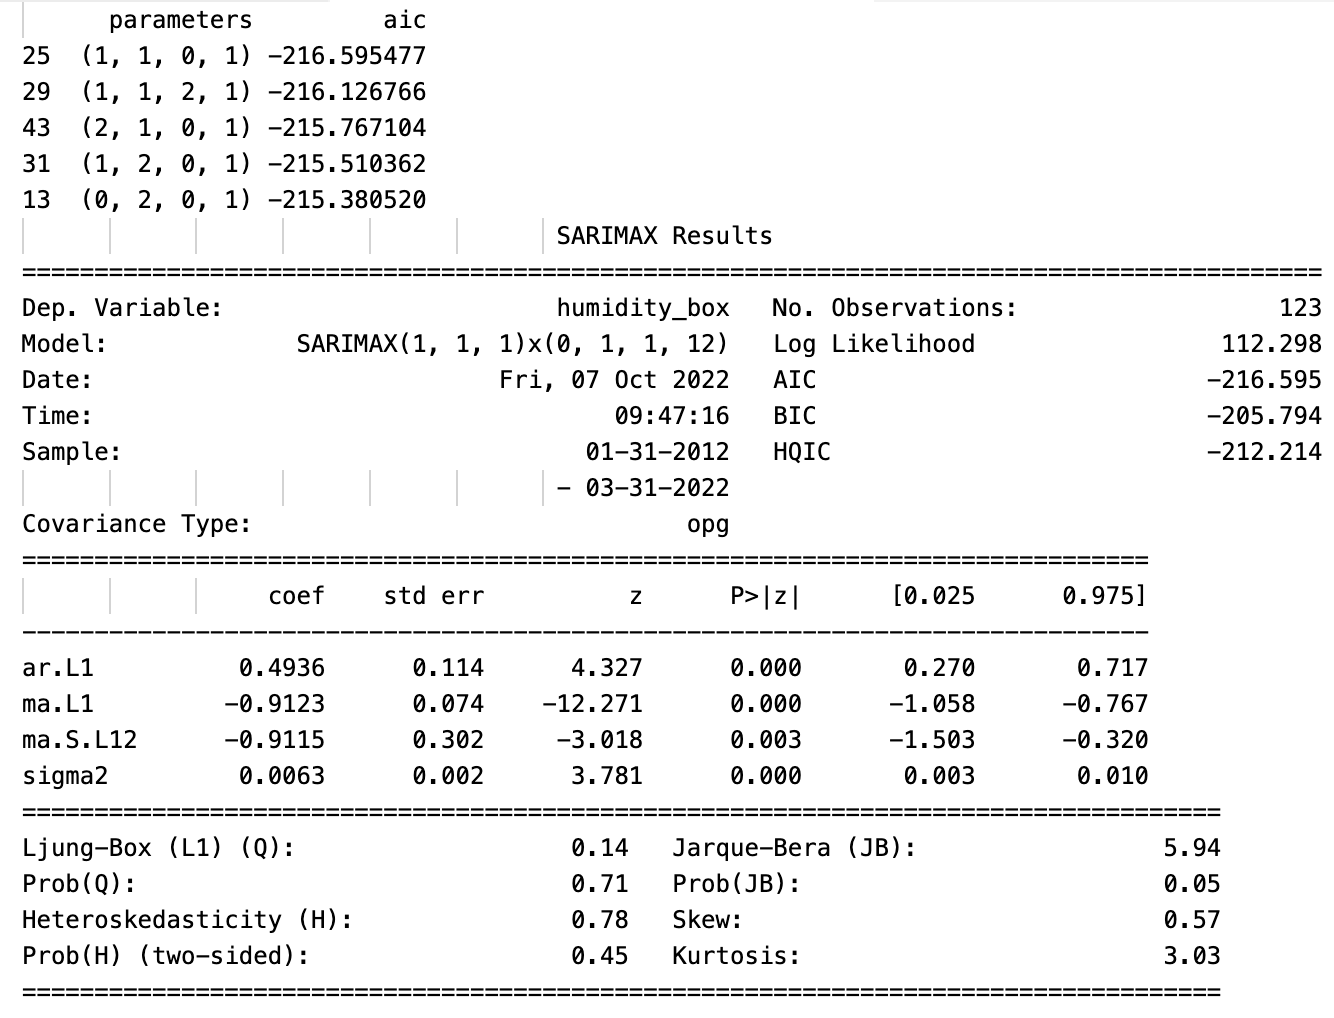 parameters aic
25 (1, 1, 0, 1) -216.595477
29 (1, 1, 2, 1) -216.126766
43 (2, 1, 0, 1) -215.767104
31 (1, 2, 0, 1) -215.510362
13 (0, 2, 0, 1) -215.380520
SARIMAX Results
==========================================================================================
Dep. Variable: humidity_box No. Observations: 123
Model: SARIMAX(1, 1, 1)x(0, 1, 1, 12) Log Likelihood 112.298
Date: Fri, 07 Oct 2022 AIC -216.595
Time: 09:47:16 BIC -205.794
Sample: 01-31-2012 HQIC -212.214
- 03-31-2022
Covariance Type: opg
==============================================================================
coef std err z P>|z| [0.025 0.975]
------------------------------------------------------------------------------
ar.L1 0.4936 0.114 4.327 0.000 0.270 0.717
ma.L1 -0.9123 0.074 -12.271 0.000 -1.058 -0.767
ma.S.L12 -0.9115 0.302 -3.018 0.003 -1.503 -0.320
sigma2 0.0063 0.002 3.781 0.000 0.003 0.010
===================================================================================
Ljung-Box (L1) (Q): 0.14 Jarque-Bera (JB): 5.94
Prob(Q): 0.71 Prob(JB): 0.05
Heteroskedasticity (H): 0.78 Skew: 0.57
Prob(H) (two-sided): 0.45 Kurtosis: 3.03
===================================================================================